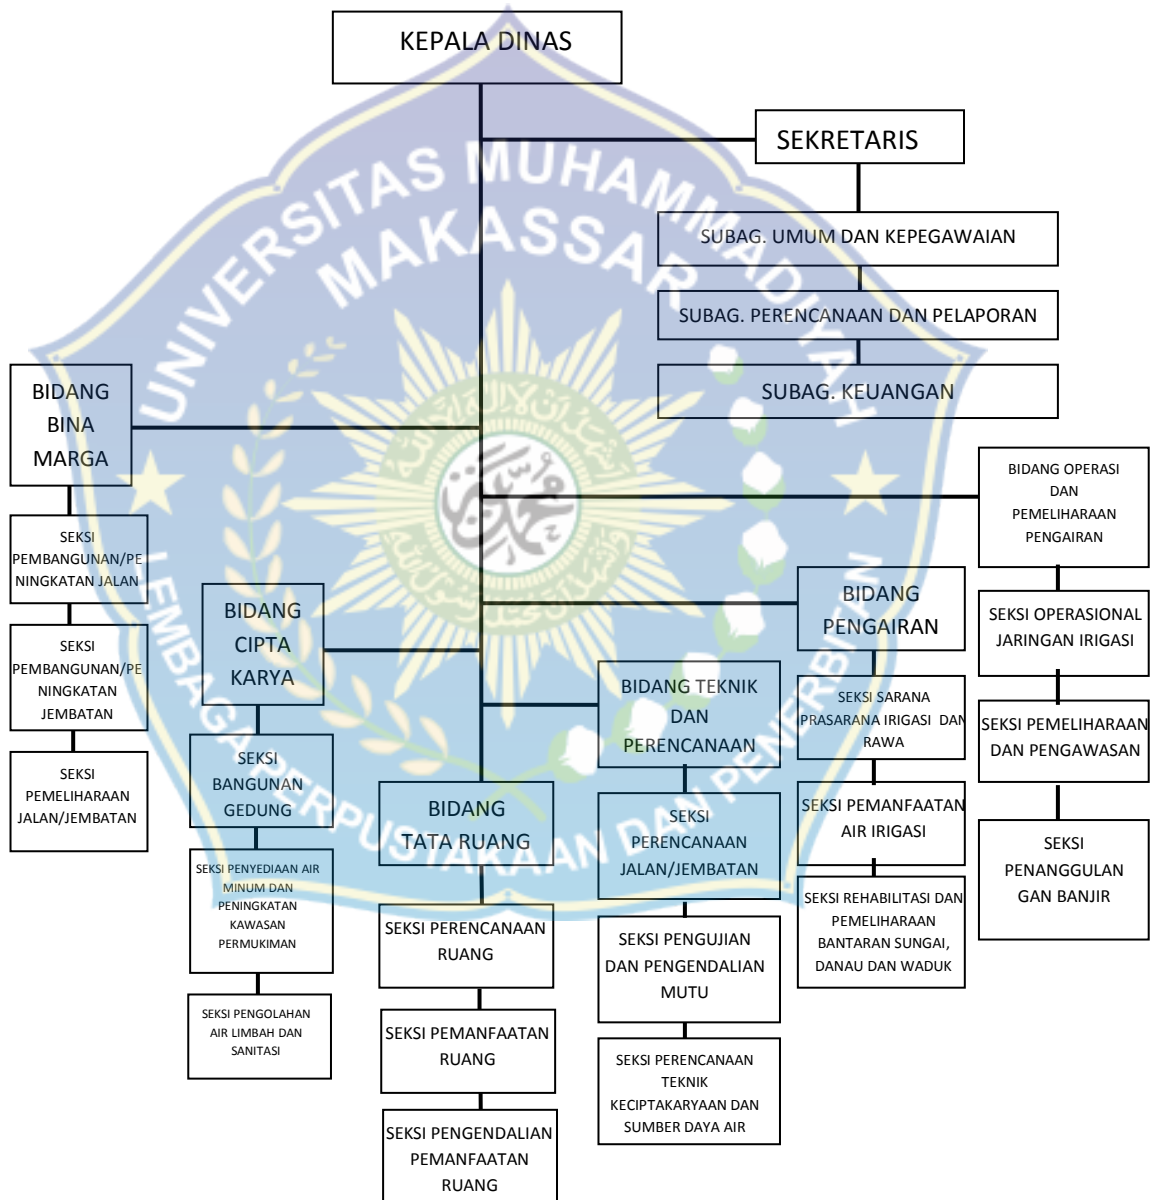 KEPALA DINAS
SEKRETARIS
SUBAG. UMUM DAN KEPEGAWAIAN
SUBAG. PERENCANAAN DAN PELAPORAN
SUBAG. KEUANGAN
UNIVERSITAS MUHAMMADIYAH
MAKASSAR
LEMBAGA PERPUSTAKAAN DAN PENERBITAN
BIDANG
BINA
MARGA
SEKSI
PEMBANGUNAN/PE
NINGKATAN JALAN
SEKSI
PEMBANGUNAN/PE
NINGKATAN
JEMBATAN
SEKSI
PEMELIHARAAN
JALAN/JEMBATAN
BIDANG
CIPTA
KARYA
SEKSI
BANGUNAN
GEDUNG
SEKSI PENYEDIAAN AIR
MINUM DAN
PENINGKATAN
KAWASAN
PERMUKIMAN
SEKSI PENGOLAHAN
AIR LIMBAH DAN
SANITASI
BIDANG
TATA RUANG
SEKSI PERENCANAAN
RUANG
SEKSI PEMANFAATAN
RUANG
SEKSI PENGENDALIAN
PEMANFAATAN
RUANG
BIDANG TEKNIK
DAN
PERENCANAAN
SEKSI
PERENCANAAN
JALAN/JEMBATAN
SEKSI PENGUJIAN
DAN PENGENDALIAN
MUTU
SEKSI PERENCANAAN
TEKNIK
KECIPTAKARYAAN DAN
SUMBER DAYA AIR
BIDANG
PENGAIRAN
SEKSI SARANA
PRASARANA IRIGASI DAN
RAWA
SEKSI PEMANFAATAN
AIR IRIGASI
SEKSI REHABILITASI DAN
PEMELIHARAAN
BANTARAN SUNGAI,
DANAU DAN WADUK
BIDANG OPERASI
DAN
PEMELIHARAAN
PENGAIRAN
SEKSI OPERASIONAL
JARINGAN IRIGASI
SEKSI PEMELIHARAAN
DAN PENGAWASAN
SEKSI
PENANGGULAN
GAN BANJIR